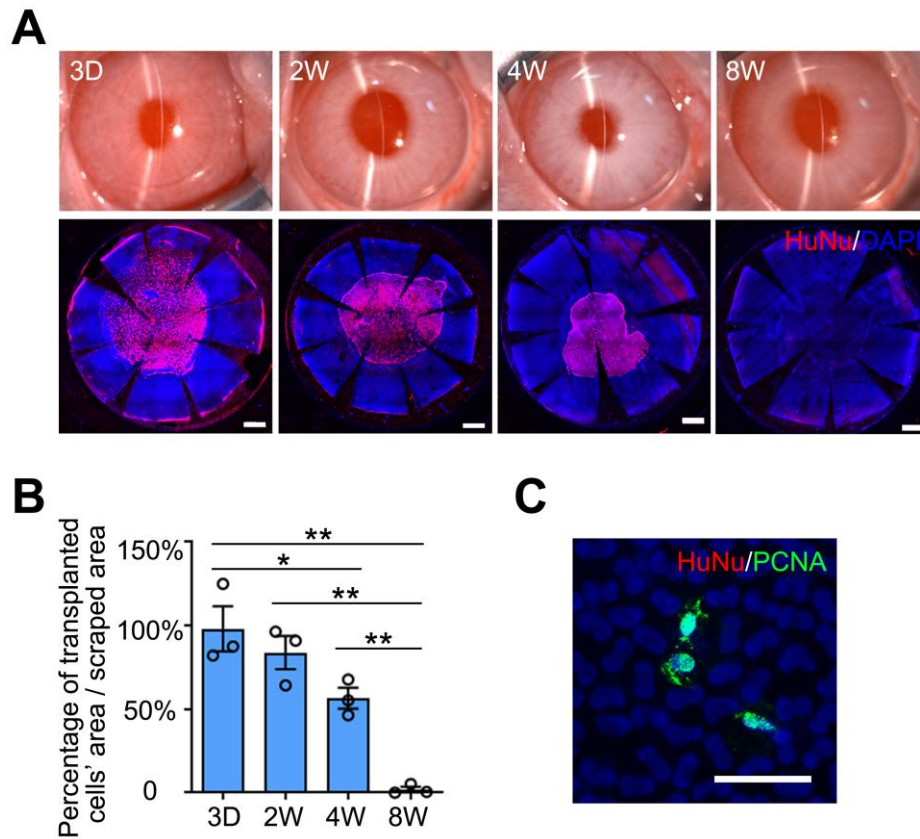 A
3D 2W 4W 8W
HuNu/DAPI
B
Percentage of transplanted
cells' area / scraped area
150%
100%
50%
0
**
*
**
**
3D 2W 4W 8W
C
HuNu/PCNA